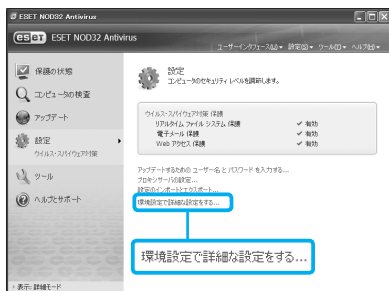 ESET NOD32 Antivirus
eset ESET NOD32 Antivirus
ユーザーインタフェース(U) 設定(S) ツール(T) ヘルプ(H)
保護の状態
コンピュータの検査
アップデート
設定
ウイルス・スパイウェア対策
ツール
ヘルプとサポート
表示: 詳細モード
設定
コンピュータのセキュリティ レベルを調節します。
ウイルス・スパイウェア対策 保護
リアルタイム ファイル システム 保護 有効
電子メール 保護 有効
Web アクセス 保護 有効
アップデートするための ユーザー名 と パスワード を入力する...
プロキシサーバの設定...
設定のインポートとエクスポート...
環境設定で詳細な設定をする...
環境設定で詳細な設定をする...